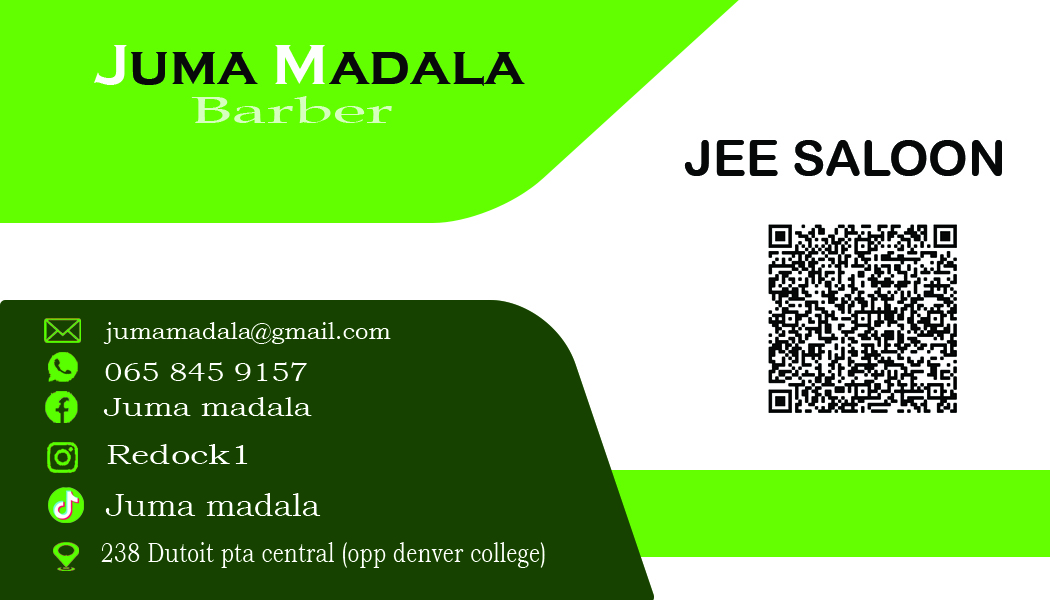 Juma Madala
Barber
JEE SALOON
jumamadala@gmail.com
065 845 9157
Juma madala
Redock1
Juma madala
238 Dutoit pta central (opp denver college)